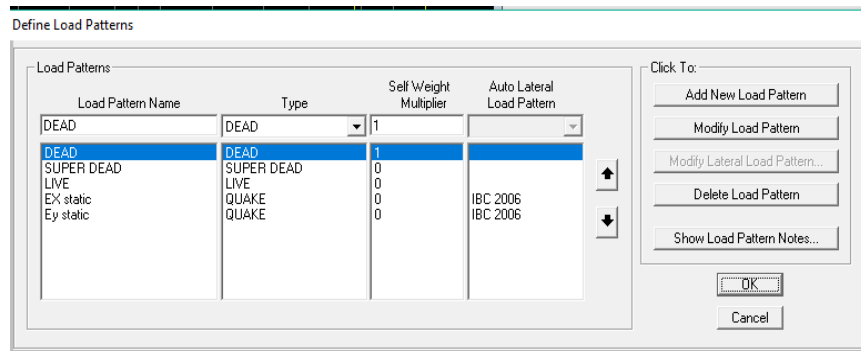 Define Load Patterns
Load Patterns
Click To:
Load Pattern Name Type Self Weight Multiplier Auto Lateral Load Pattern
DEAD DEAD 1
DEAD DEAD 1
SUPER DEAD SUPER DEAD 0
LIVE LIVE 0
EX static QUAKE 0 IBC 2006
Ey static QUAKE 0 IBC 2006
Add New Load Pattern
Modify Load Pattern
Modify Lateral Load Pattern...
Delete Load Pattern
Show Load Pattern Notes...
OK
Cancel